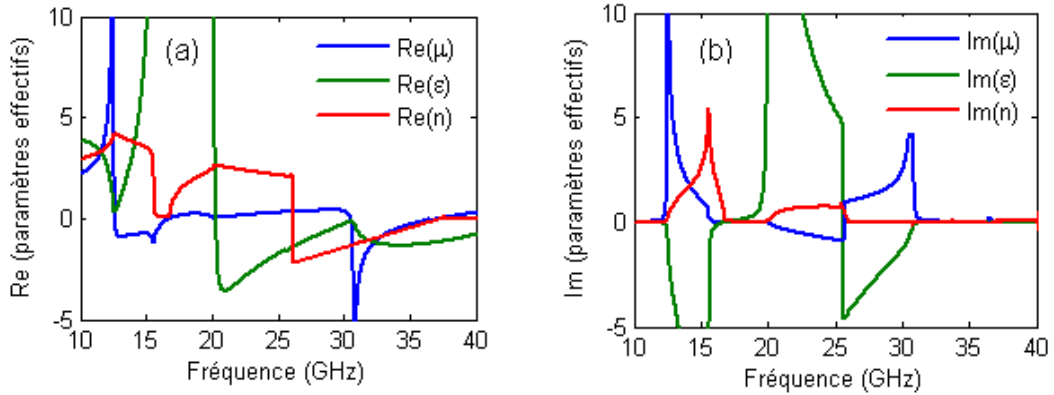 10
5
0
-5
10 15 20 25 30 35 40
Re (paramètres effectifs)
Fréquence (GHz)
(a)
Re(μ)
Re(ε)
Re(n)
10
5
0
-5
10 15 20 25 30 35 40
Im (paramètres effectifs)
Fréquence (GHz)
(b)
Im(μ)
Im(ε)
Im(n)